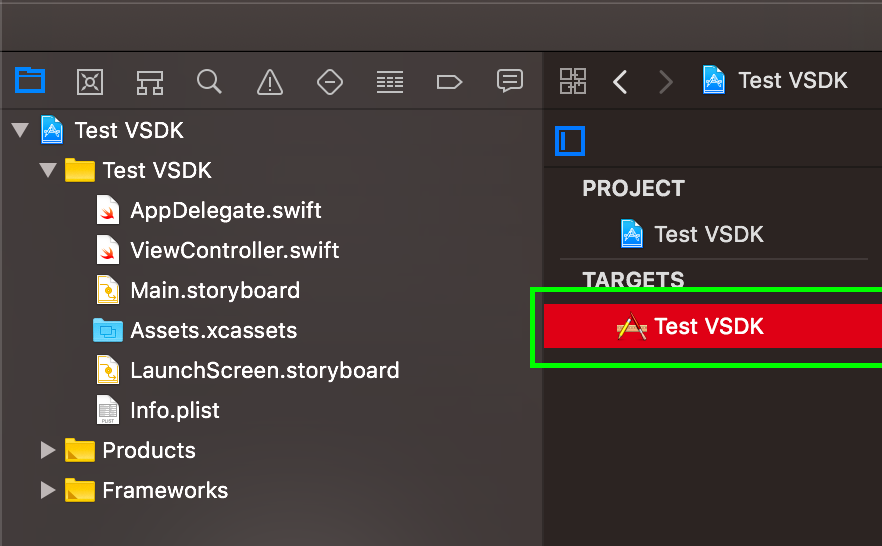 Test VSDK
Test VSDK
Test VSDK
AppDelegate.swift
ViewController.swift
Main.storyboard
Assets.xcassets
LaunchScreen.storyboard
Info.plist
PLIST
Products
Frameworks
PROJECT
Test VSDK
TARGETS
Test VSDK